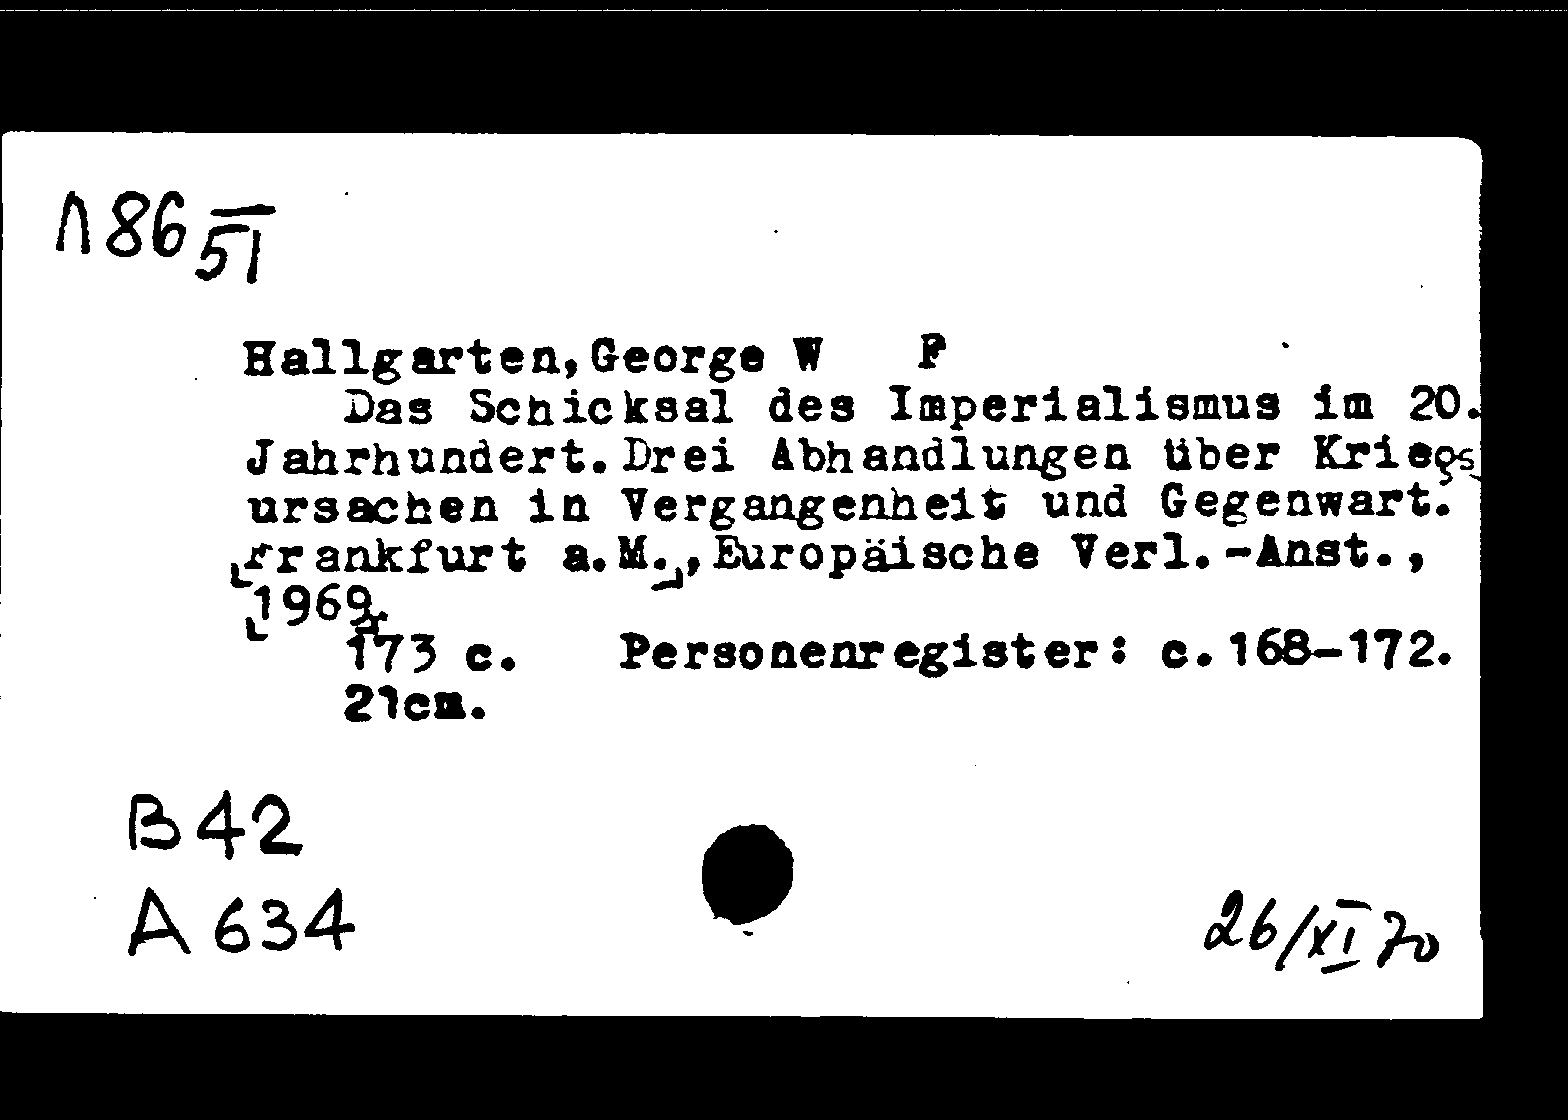 Л86 51
Hallgarten,George W F
Das Schicksal des Imperialismus im 20.
Jahrhundert.Drei Abhandlungen über Kriegs
ursachen in Vergangenheit und Gegenwart.
[Frankfurt a.M.],Europäische Verl.-Anst.,
[1969].
173 c. Personenregister: c.168-172.
21cm.
B42
A634
26/XI 70